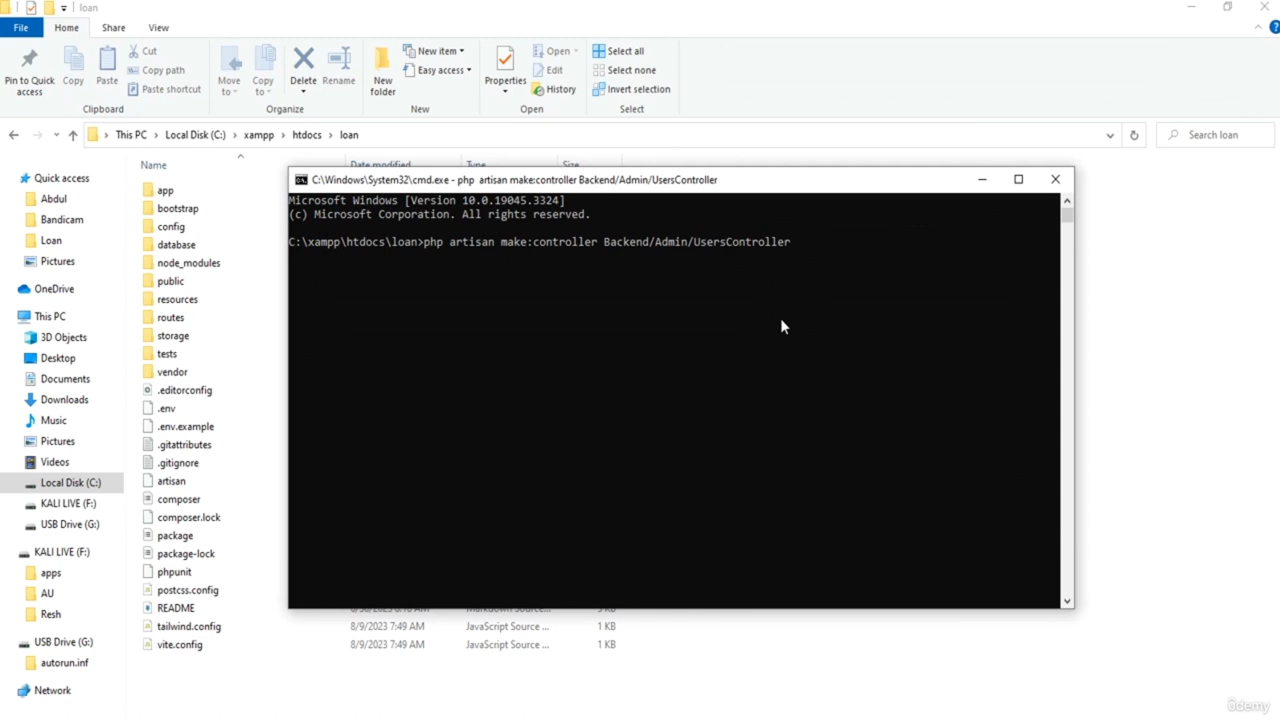 loan
File Home Share View
Pin to Quick access
Copy
Paste
Cut
Copy path
Paste shortcut
Clipboard
Move to
Copy to
Delete
Rename
Organize
New folder
New item
Easy access
New
Properties
Open
Edit
History
Open
Select all
Select none
Invert selection
Select
This PC › Local Disk (C:) › xampp › htdocs › loan
Search loan
Quick access
Abdul
Bandicam
Loan
Pictures
OneDrive
This PC
3D Objects
Desktop
Documents
Downloads
Music
Pictures
Videos
Local Disk (C:)
KALI LIVE (F:)
USB Drive (G:)
KALI LIVE (F:)
apps
AU
Resh
USB Drive (G:)
autorun.inf
Network
Name Date modified Type Size
app
bootstrap
config
database
node_modules
public
resources
routes
storage
tests
vendor
.editorconfig
.env
.env.example
.gitattributes
.gitignore
artisan
composer
composer.lock
package
package-lock
phpunit
postcss.config
README
tailwind.config 8/9/2023 7:49 AM JavaScript Source ... 1 KB
vite.config 8/9/2023 7:49 AM JavaScript Source ... 1 KB
C:\Windows\System32\cmd.exe - php artisan make:controller Backend/Admin/UsersController
Microsoft Windows [Version 10.0.19045.3324]
(c) Microsoft Corporation. All rights reserved.
C:\xampp\htdocs\loan>php artisan make:controller Backend/Admin/UsersController
ûdemy